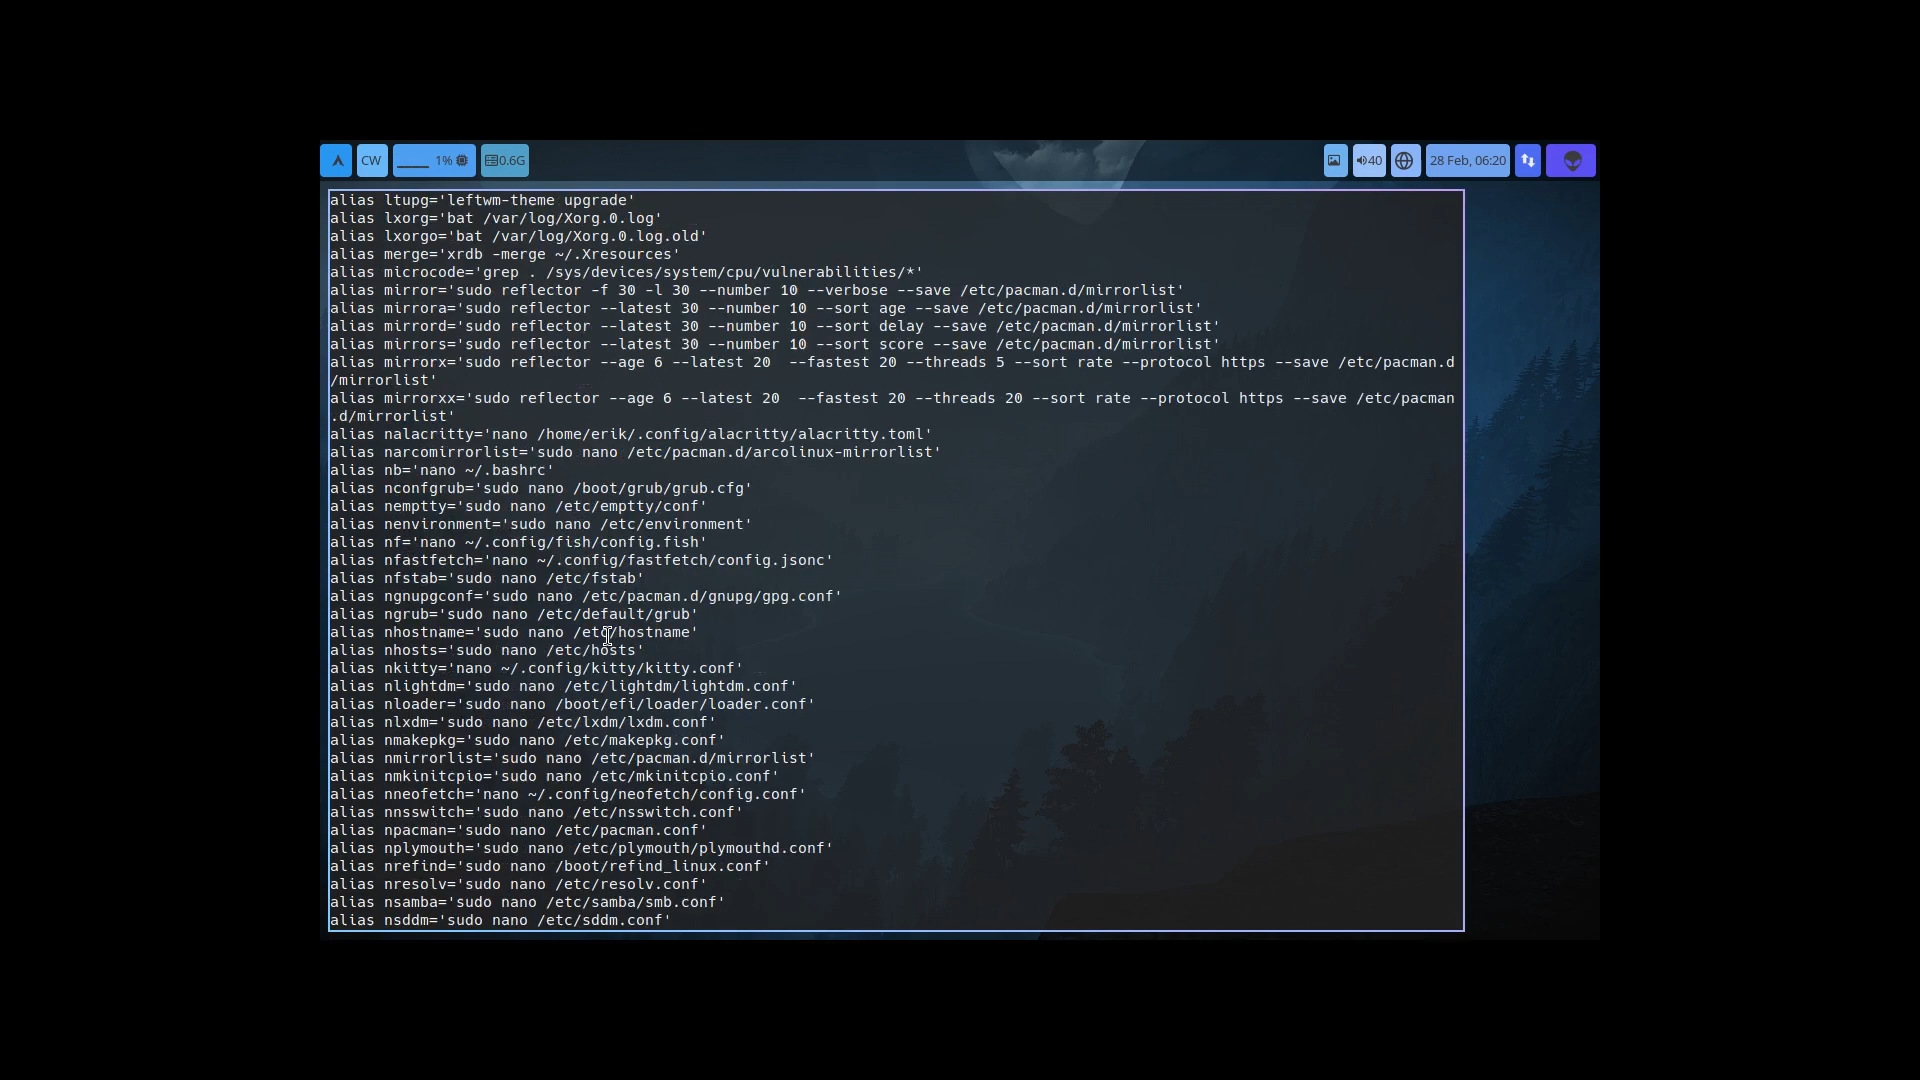 CW
1%
0.6G
40
28 Feb, 06:20
alias ltupg='leftwm-theme upgrade'
alias lxorg='bat /var/log/Xorg.0.log'
alias lxorgo='bat /var/log/Xorg.0.log.old'
alias merge='xrdb -merge ~/.Xresources'
alias microcode='grep . /sys/devices/system/cpu/vulnerabilities/*'
alias mirror='sudo reflector -f 30 -l 30 --number 10 --verbose --save /etc/pacman.d/mirrorlist'
alias mirrora='sudo reflector --latest 30 --number 10 --sort age --save /etc/pacman.d/mirrorlist'
alias mirrord='sudo reflector --latest 30 --number 10 --sort delay --save /etc/pacman.d/mirrorlist'
alias mirrors='sudo reflector --latest 30 --number 10 --sort score --save /etc/pacman.d/mirrorlist'
alias mirrorx='sudo reflector --age 6 --latest 20  --fastest 20 --threads 5 --sort rate --protocol https --save /etc/pacman.d
/mirrorlist'
alias mirrorxx='sudo reflector --age 6 --latest 20  --fastest 20 --threads 20 --sort rate --protocol https --save /etc/pacman
.d/mirrorlist'
alias nalacritty='nano /home/erik/.config/alacritty/alacritty.toml'
alias narcomirrorlist='sudo nano /etc/pacman.d/arcolinux-mirrorlist'
alias nb='nano ~/.bashrc'
alias nconfgrub='sudo nano /boot/grub/grub.cfg'
alias nemptty='sudo nano /etc/emptty/conf'
alias nenvironment='sudo nano /etc/environment'
alias nf='nano ~/.config/fish/config.fish'
alias nfastfetch='nano ~/.config/fastfetch/config.jsonc'
alias nfstab='sudo nano /etc/fstab'
alias ngnupgconf='sudo nano /etc/pacman.d/gnupg/gpg.conf'
alias ngrub='sudo nano /etc/default/grub'
alias nhostname='sudo nano /etc/hostname'
alias nhosts='sudo nano /etc/hosts'
alias nkitty='nano ~/.config/kitty/kitty.conf'
alias nlightdm='sudo nano /etc/lightdm/lightdm.conf'
alias nloader='sudo nano /boot/efi/loader/loader.conf'
alias nlxdm='sudo nano /etc/lxdm/lxdm.conf'
alias nmakepkg='sudo nano /etc/makepkg.conf'
alias nmirrorlist='sudo nano /etc/pacman.d/mirrorlist'
alias nmkinitcpio='sudo nano /etc/mkinitcpio.conf'
alias nneofetch='nano ~/.config/neofetch/config.conf'
alias nnsswitch='sudo nano /etc/nsswitch.conf'
alias npacman='sudo nano /etc/pacman.conf'
alias nplymouth='sudo nano /etc/plymouth/plymouthd.conf'
alias nrefind='sudo nano /boot/refind_linux.conf'
alias nresolv='sudo nano /etc/resolv.conf'
alias nsamba='sudo nano /etc/samba/smb.conf'
alias nsddm='sudo nano /etc/sddm.conf'